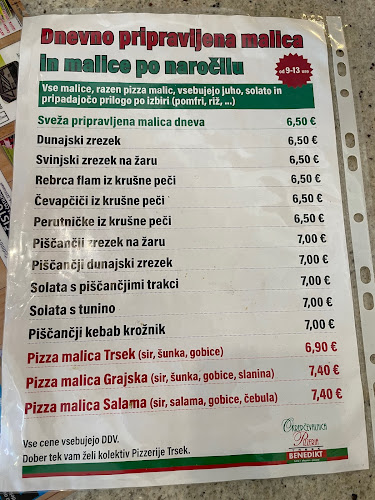 Dnevno pripravljena malica
in malice po naročilu
od 9-13 ure
Vse malice, razen pizza malic, vsebujejo juho, solato in
pripadajočo prilogo po izbiri (pomfri, riž, ...)
Sveža pripravljena malica dneva 6,50 €
Dunajski zrezek 6,50 €
Svinjski zrezek na žaru 6,50 €
Rebrca flam iz krušne peči 6,50 €
Čevapčiči iz krušne peči 6,50 €
Perutničke iz krušne peči 6,50 €
Piščančji zrezek na žaru 7,00 €
Piščančji dunajski zrezek 7,00 €
Solata s piščančjimi trakci 7,00 €
Solata s tunino 7,00 €
Piščančji kebab krožnik 7,00 €
Pizza malica Trsek (sir, šunka, gobice) 6,90 €
Pizza malica Grajska (sir, šunka, gobice, slanina) 7,40 €
Pizza malica Salama (sir, salama, gobice, čebula) 7,40 €
Vse cene vsebujejo DDV.
Dober tek vam želi kolektiv Pizzerije Trsek.
Okrepčevalnica
BENEDIKT